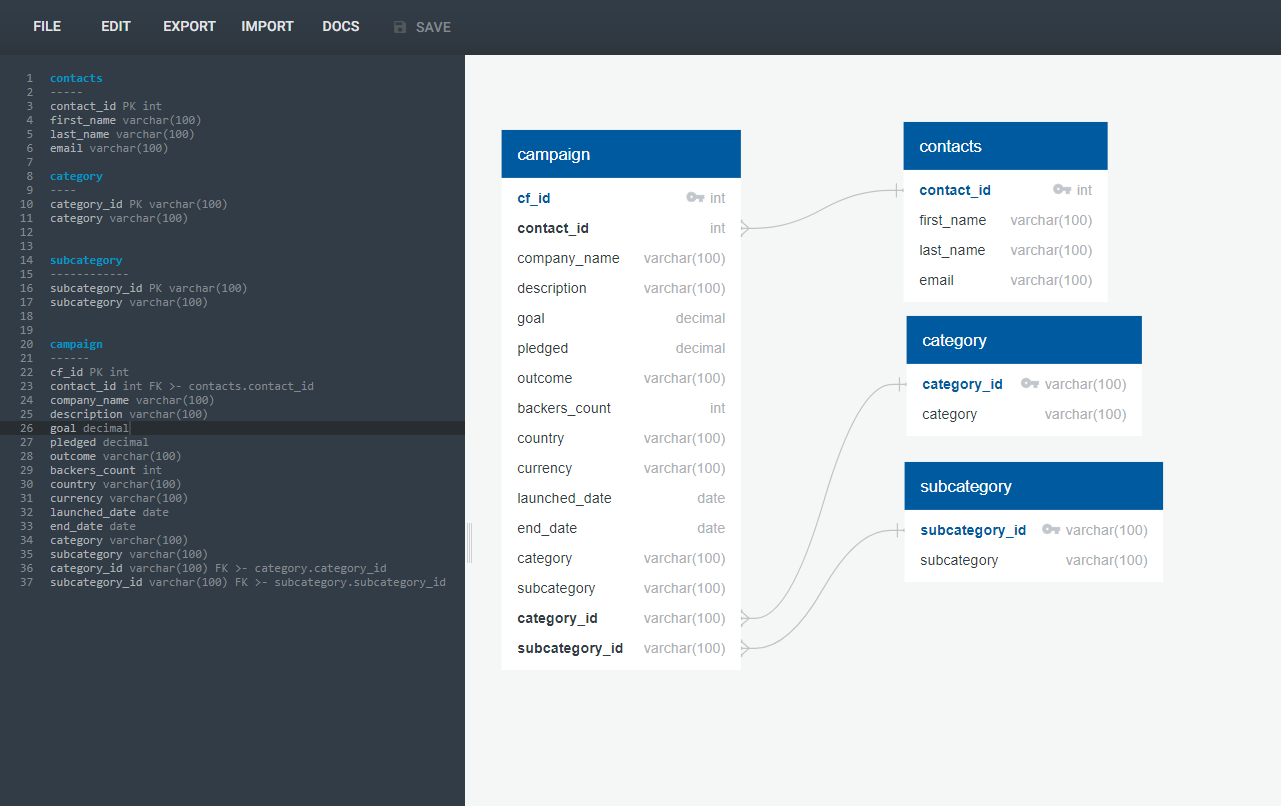 FILE EDIT EXPORT IMPORT DOCS SAVE
1 contacts
2 -----
3 contact_id PK int
4 first_name varchar(100)
5 last_name varchar(100)
6 email varchar(100)
7
8 category
9 ----
10 category_id PK varchar(100)
11 category varchar(100)
12
13
14 subcategory
15 ------------
16 subcategory_id PK varchar(100)
17 subcategory varchar(100)
18
19
20 campaign
21 ------
22 cf_id PK int
23 contact_id int FK >- contacts.contact_id
24 company_name varchar(100)
25 description varchar(100)
26 goal decimal
27 pledged decimal
28 outcome varchar(100)
29 backers_count int
30 country varchar(100)
31 currency varchar(100)
32 launched_date date
33 end_date date
34 category varchar(100)
35 subcategory varchar(100)
36 category_id varchar(100) FK >- category.category_id
37 subcategory_id varchar(100) FK >- subcategory.subcategory_id
campaign
cf_id int
contact_id int
company_name varchar(100)
description varchar(100)
goal decimal
pledged decimal
outcome varchar(100)
backers_count int
country varchar(100)
currency varchar(100)
launched_date date
end_date date
category varchar(100)
subcategory varchar(100)
category_id varchar(100)
subcategory_id varchar(100)
contacts
contact_id int
first_name varchar(100)
last_name varchar(100)
email varchar(100)
category
category_id varchar(100)
category varchar(100)
subcategory
subcategory_id varchar(100)
subcategory varchar(100)